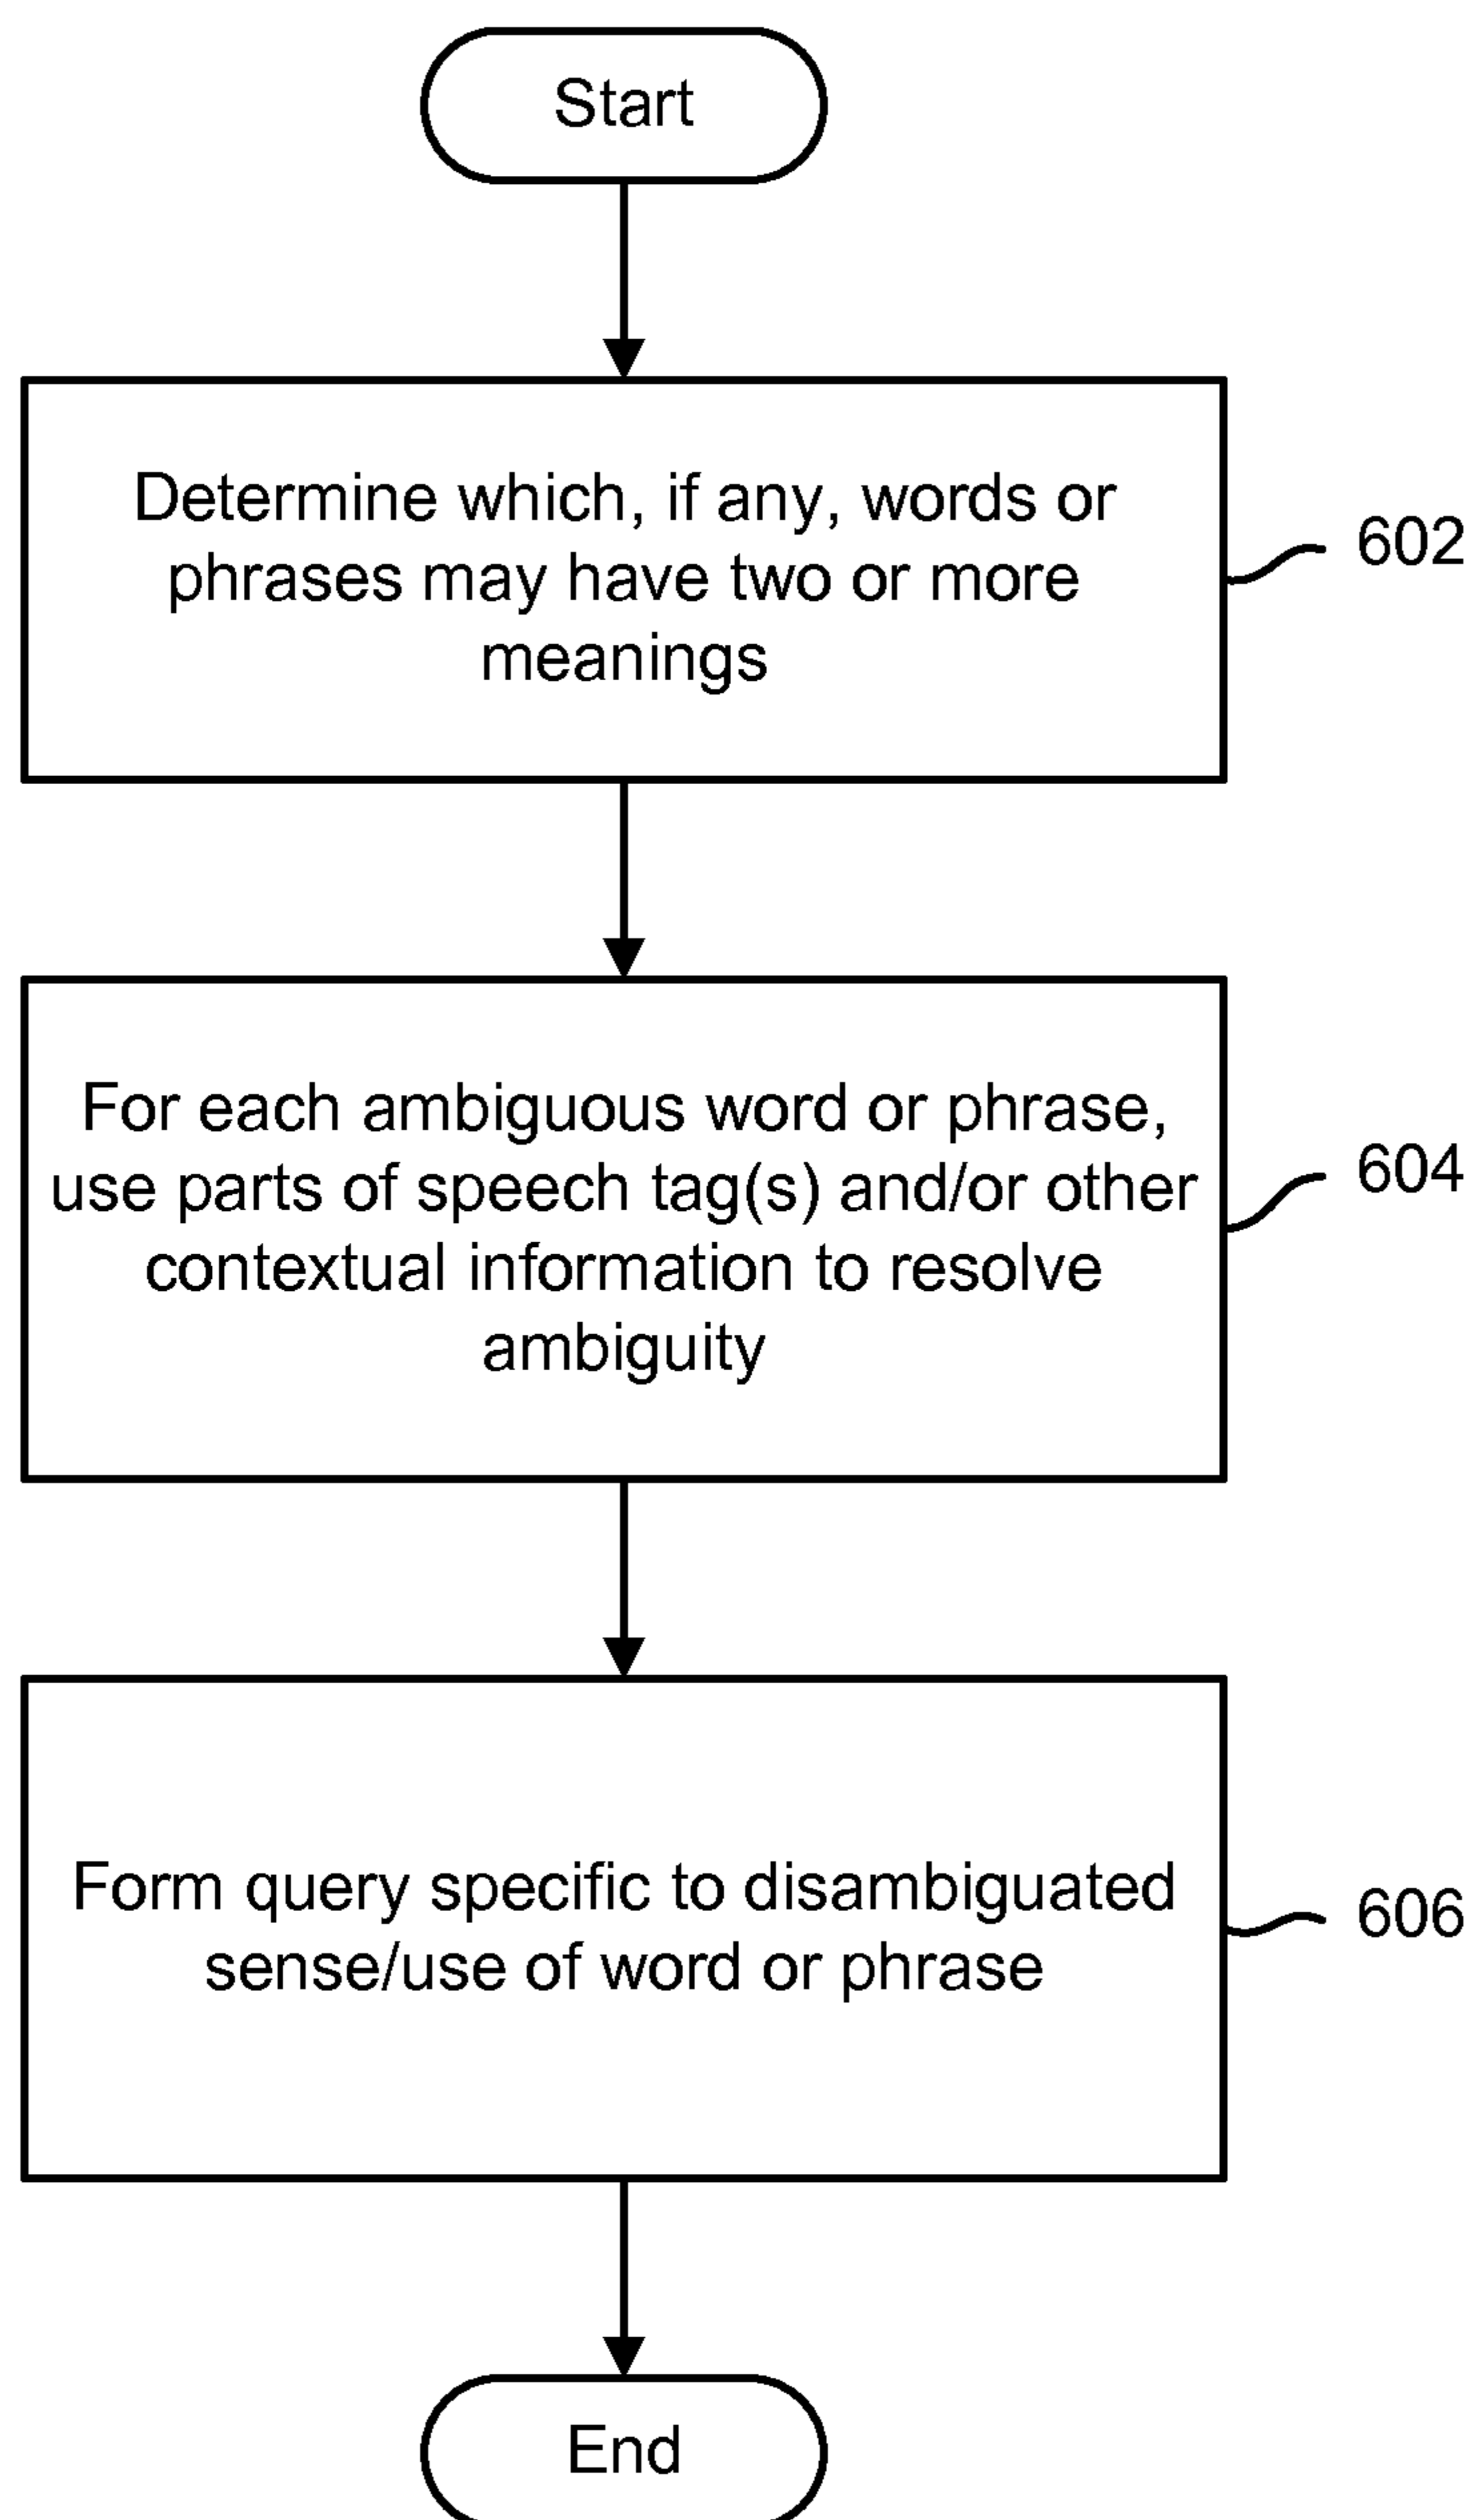 Start
Determine which, if any, words or
phrases may have two or more
meanings
602
For each ambiguous word or phrase,
use parts of speech tag(s) and/or other
contextual information to resolve
ambiguity
604
Form query specific to disambiguated
sense/use of word or phrase
606
End